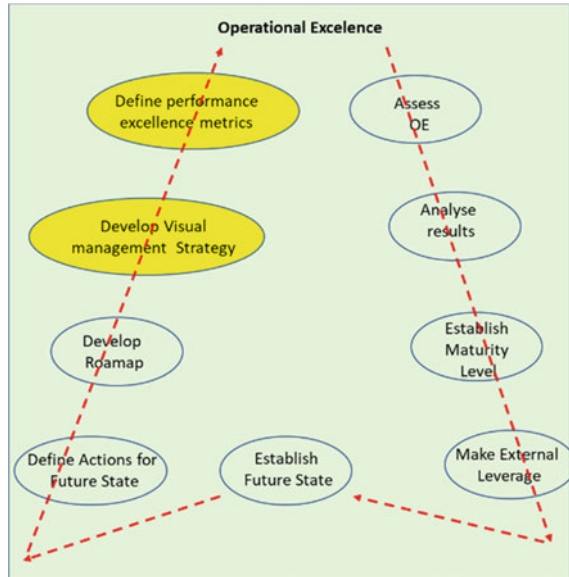 Operational Excelence
Define performance
excellence metrics
Assess
OE
Develop Visual
management Strategy
Analyse
results
Develop
Roamap
Establish
Maturity
Level
Define Actions for
Future State
Establish
Future State
Make External
Leverage